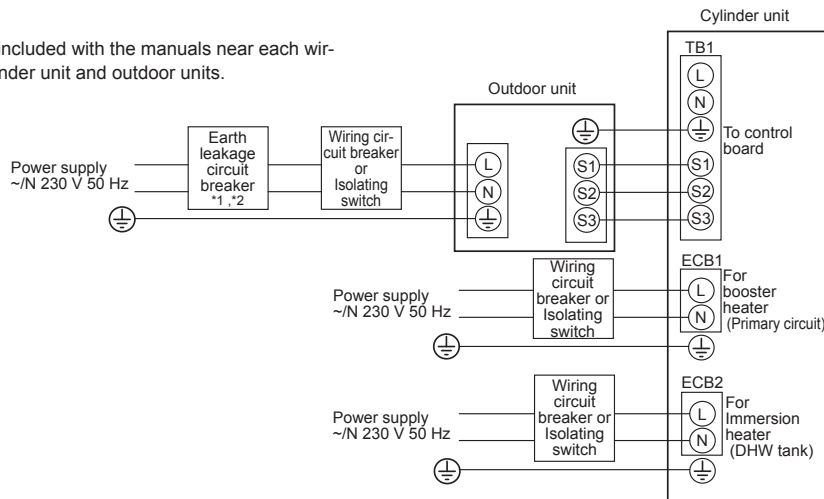 Cylinder unit
included with the manuals near each wir-
nder unit and outdoor units.
TB1
L
N
To control
board
S1
S2
S3
Outdoor unit
Power supply
~/N 230 V 50 Hz
Earth
leakage
circuit
breaker
*1 ,*2
Wiring cir-
cuit breaker
or
Isolating
switch
L
N
S1
S2
S3
ECB1
For
booster
heater
(Primary circuit)
L
N
Power supply
~/N 230 V 50 Hz
Wiring
circuit
breaker or
Isolating
switch
ECB2
For
Immersion
heater
(DHW tank)
L
N
Power supply
~/N 230 V 50 Hz
Wiring
circuit
breaker or
Isolating
switch